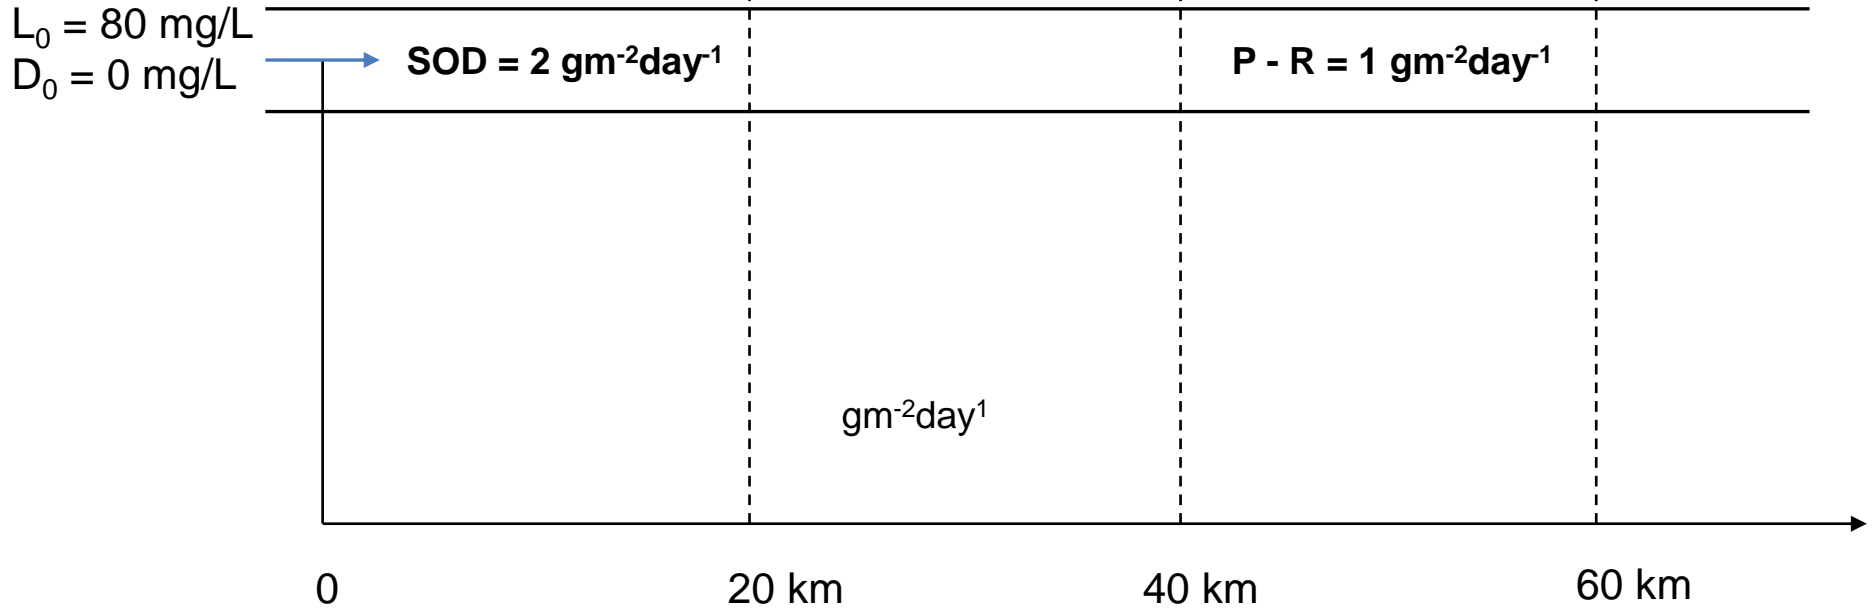 L₀ = 80 mg/L
D₀ = 0 mg/L
SOD = 2 gm⁻²day⁻¹
P - R = 1 gm⁻²day⁻¹
gm⁻²day¹
0
20 km
40 km
60 km